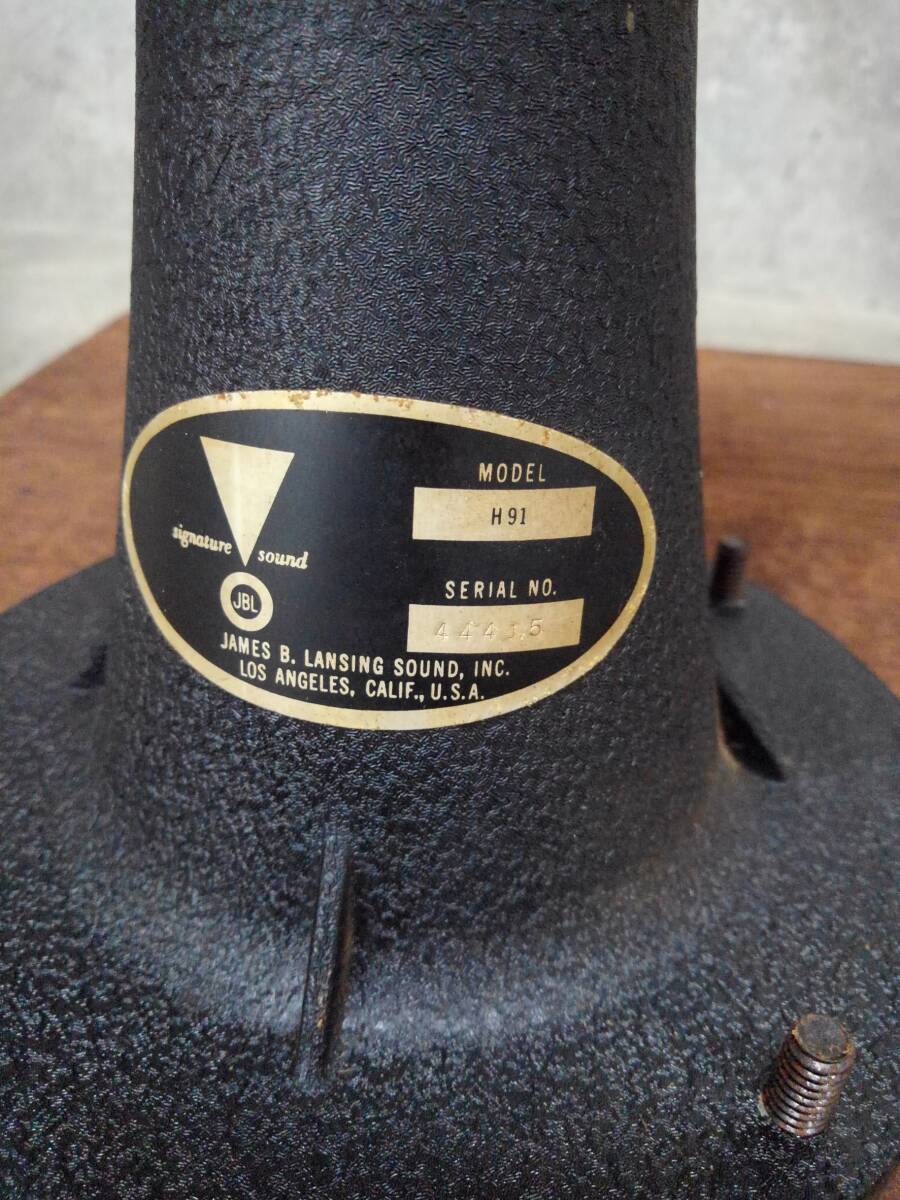 signature sound
JBL
JAMES B. LANSING SOUND, INC.
LOS ANGELES, CALIF., U.S.A.
MODEL
H91
SERIAL NO.